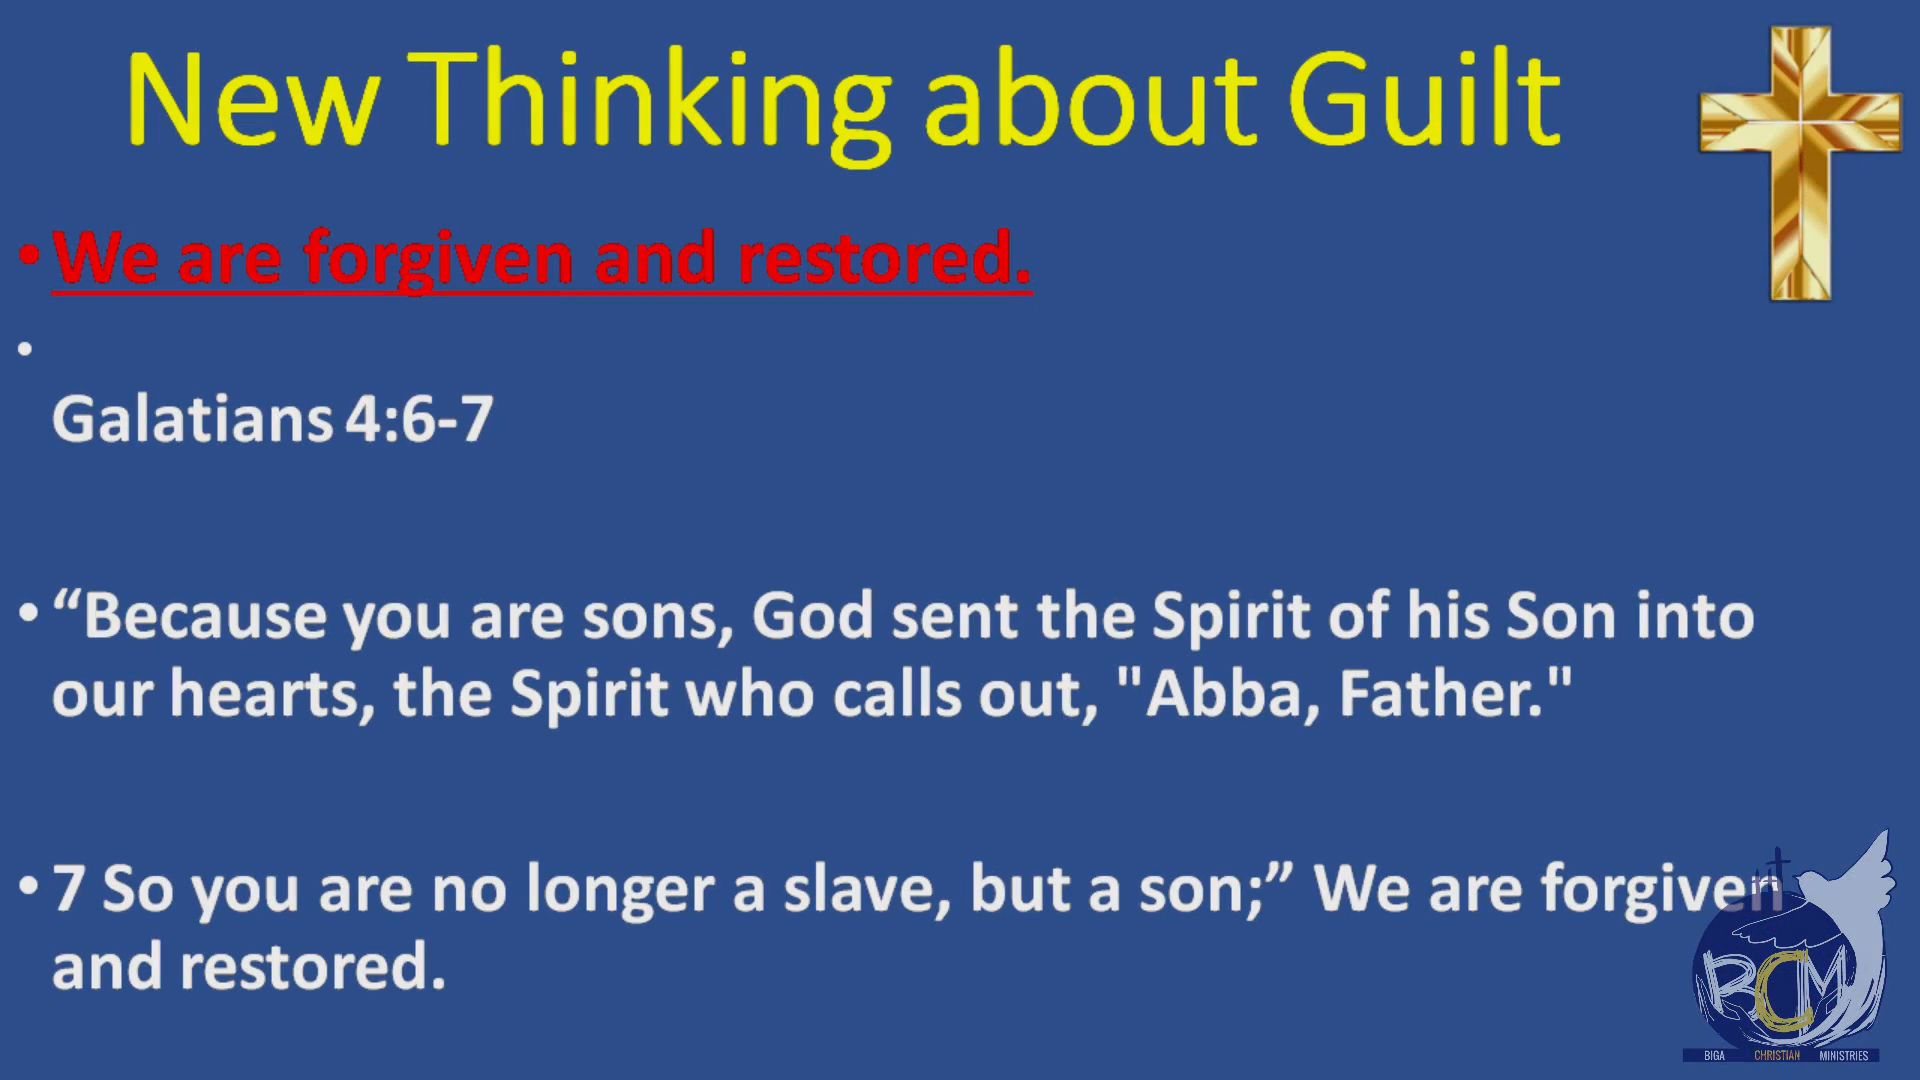 New Thinking about Guilt
• We are forgiven and restored.
•
Galatians 4:6-7
• “Because you are sons, God sent the Spirit of his Son into
our hearts, the Spirit who calls out, "Abba, Father."
• 7 So you are no longer a slave, but a son;” We are forgiven
and restored.
BCM
BIGA CHRISTIAN MINISTRIES